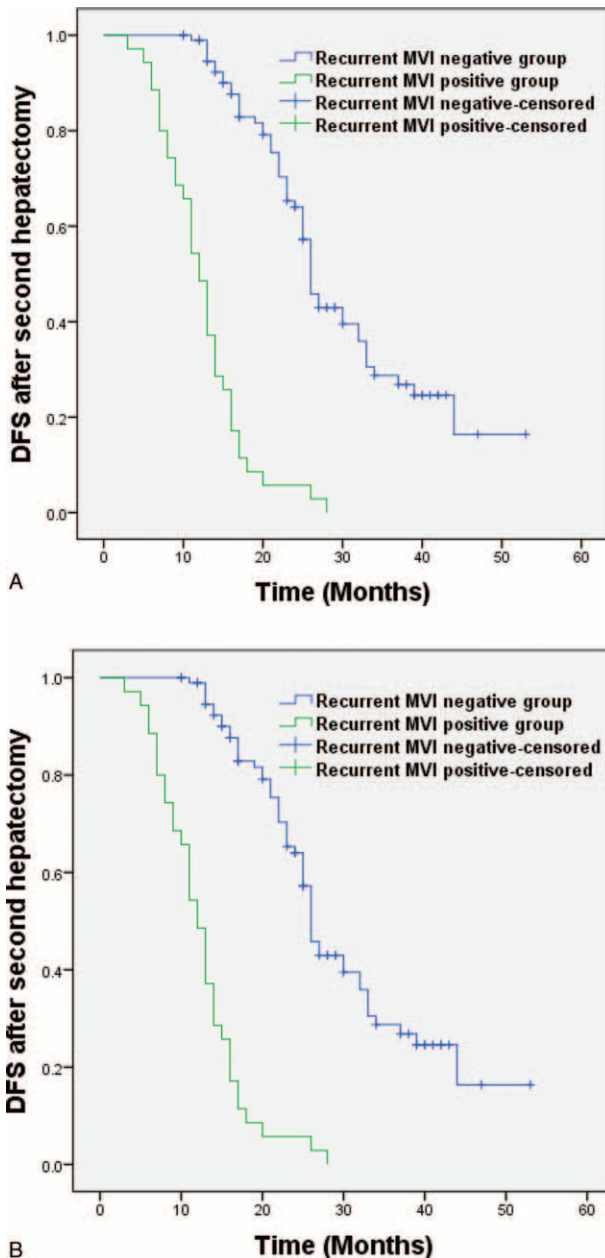 1.0
0.8
0.6
0.4
0.2
0.0
DFS after second hepatectomy
Recurrent MVI negative group
Recurrent MVI positive group
Recurrent MVI negative-censored
Recurrent MVI positive-censored
0 10 20 30 40 50 60
Time (Months)
A
1.0
0.8
0.6
0.4
0.2
0.0
DFS after second hepatectomy
Recurrent MVI negative group
Recurrent MVI positive group
Recurrent MVI negative-censored
Recurrent MVI positive-censored
0 10 20 30 40 50 60
Time (Months)
B